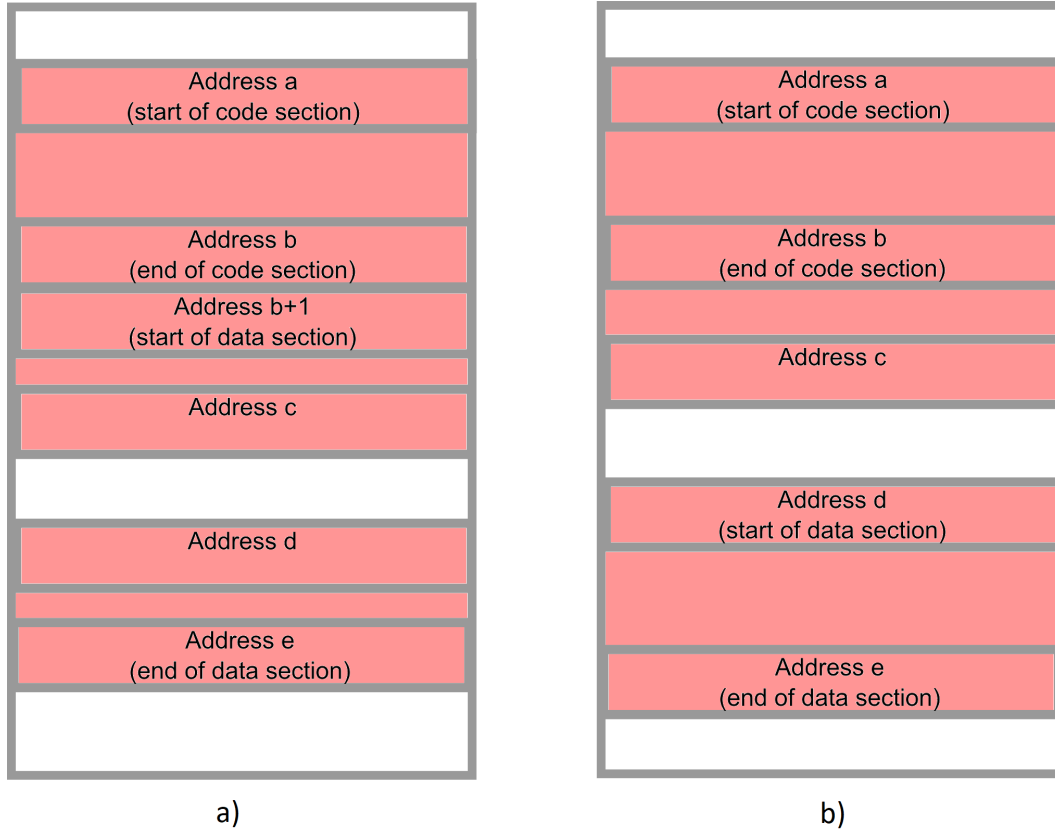 Address a
(start of code section)
Address b
(end of code section)
Address b+1
(start of data section)
Address c
Address d
Address e
(end of data section)
a)
Address a
(start of code section)
Address b
(end of code section)
Address c
Address d
(start of data section)
Address e
(end of data section)
b)